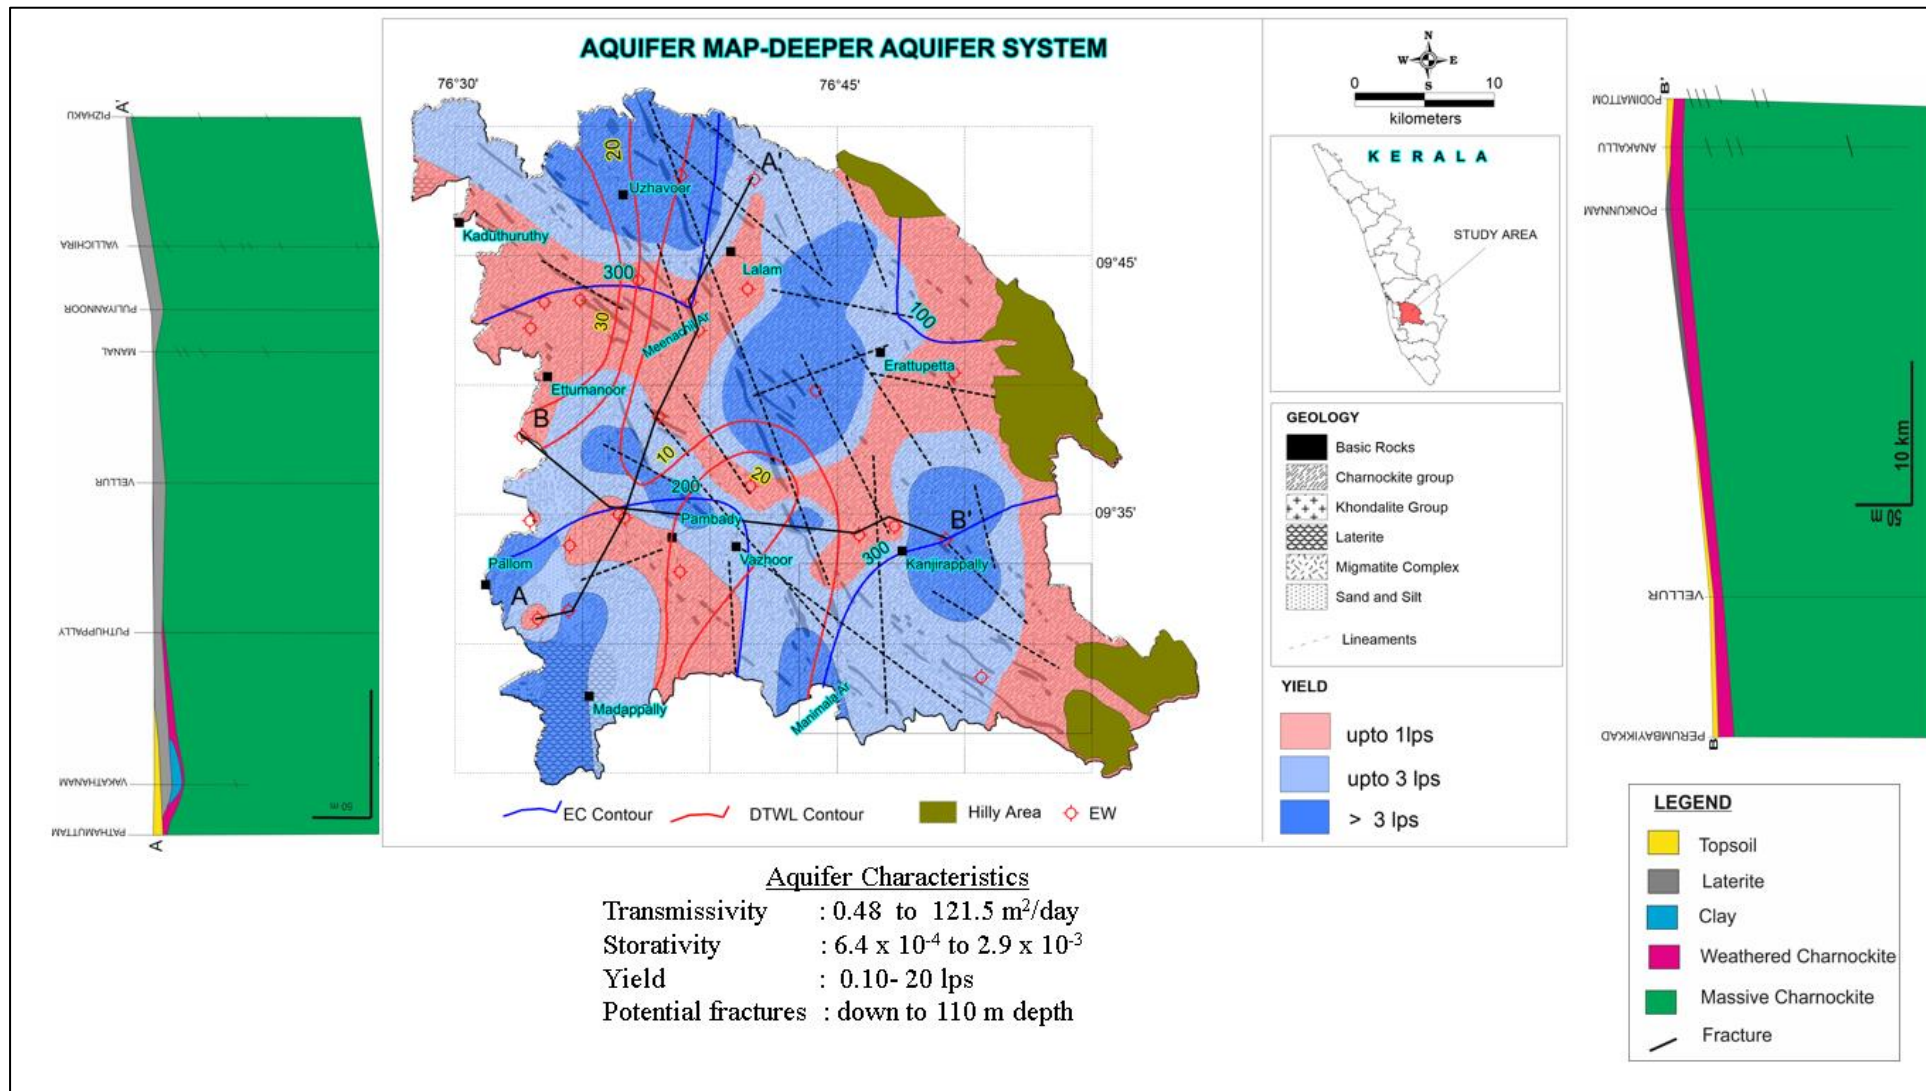 AQUIFER MAP-DEEPER AQUIFER SYSTEM
76°30'
76°45'
09°45'
09°35'
A'
20
Uzhavoor
Kaduthuruthy
Lalam
300
30
Meenachil Ar
100
Erattupetta
Ettumanoor
B
10
20
200
Pambady
B'
300
Vazhoor
Kanjirappally
Pallom
A
Madappally
Manimala Ar
EC Contour
DTWL Contour
Hilly Area
EW
N
W
E
S
0
10
kilometers
KERALA
STUDY AREA
GEOLOGY
Basic Rocks
Charnockite group
Khondalite Group
Laterite
Migmatite Complex
Sand and Silt
Lineaments
YIELD
upto 1lps
upto 3 lps
> 3 lps
A'
PIZHAKU
VALLICHIRA
PULIYANNOOR
MANAL
VELLUR
PUTHUPPALLY
VAKATHANAM
PATHAMUTTAM
A
50 m
B'
PODIMATTOM
ANAKALLU
PONKUNNAM
VELLUR
PERUMBAYIKKAD
B
10 km
50 m
LEGEND
Topsoil
Laterite
Clay
Weathered Charnockite
Massive Charnockite
Fracture
Aquifer Characteristics
Transmissivity : 0.48 to 121.5 m²/day
Storativity : 6.4 x 10⁻⁴ to 2.9 x 10⁻³
Yield : 0.10- 20 lps
Potential fractures : down to 110 m depth